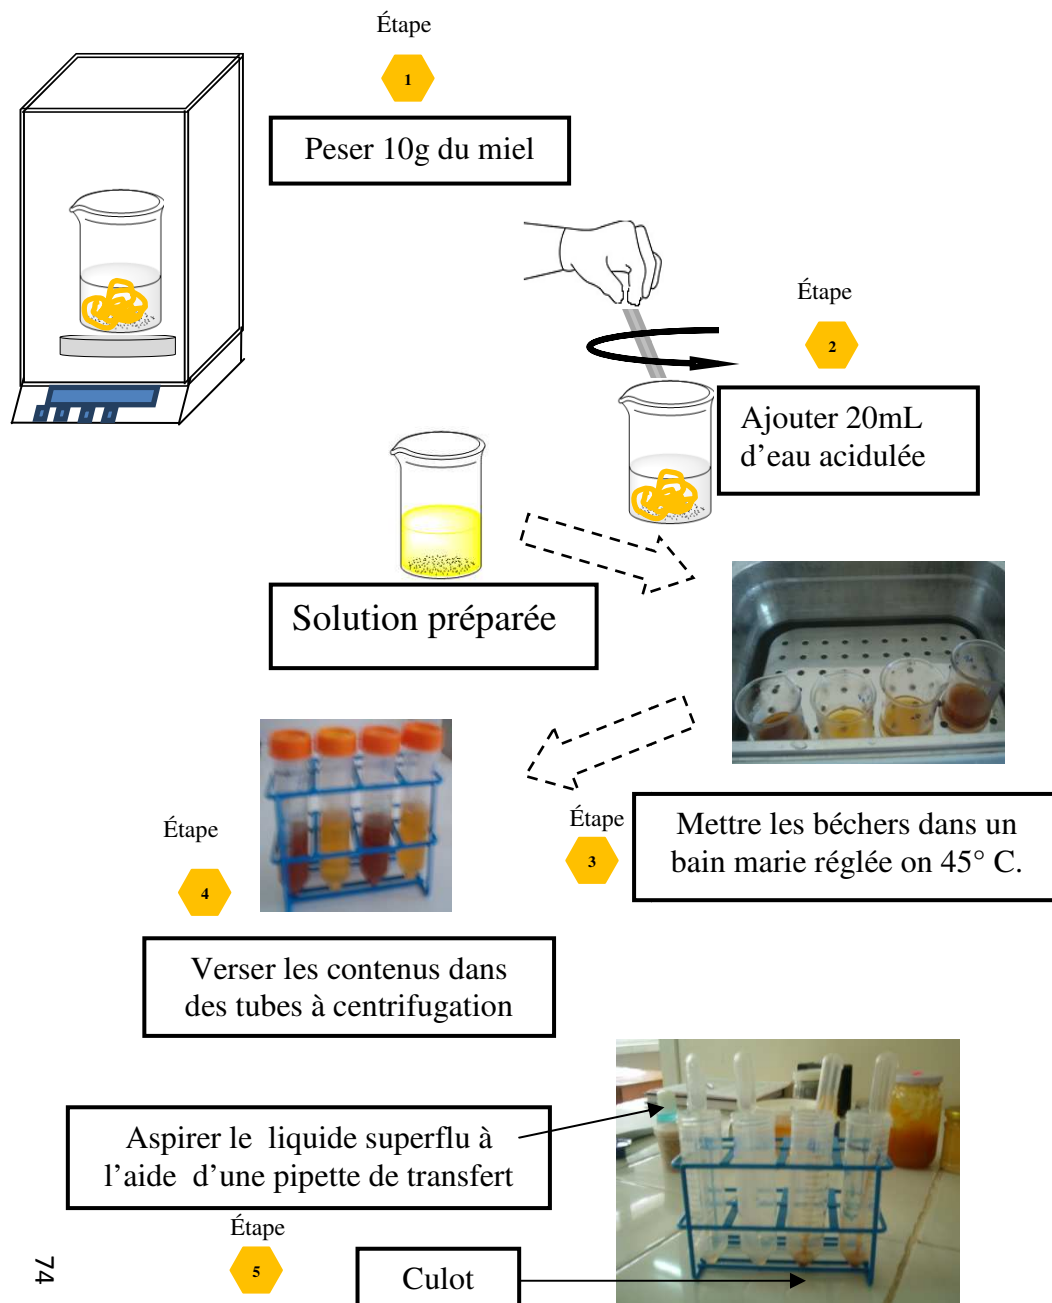 Étape
1
Peser 10g du miel
Étape
2
Ajouter 20mL
d’eau acidulée
Solution préparée
Étape
3
Mettre les béchers dans un
bain marie réglée on 45° C.
Étape
4
Verser les contenus dans
des tubes à centrifugation
Aspirer le liquide superflu à
l’aide d’une pipette de transfert
Étape
5
Culot
74